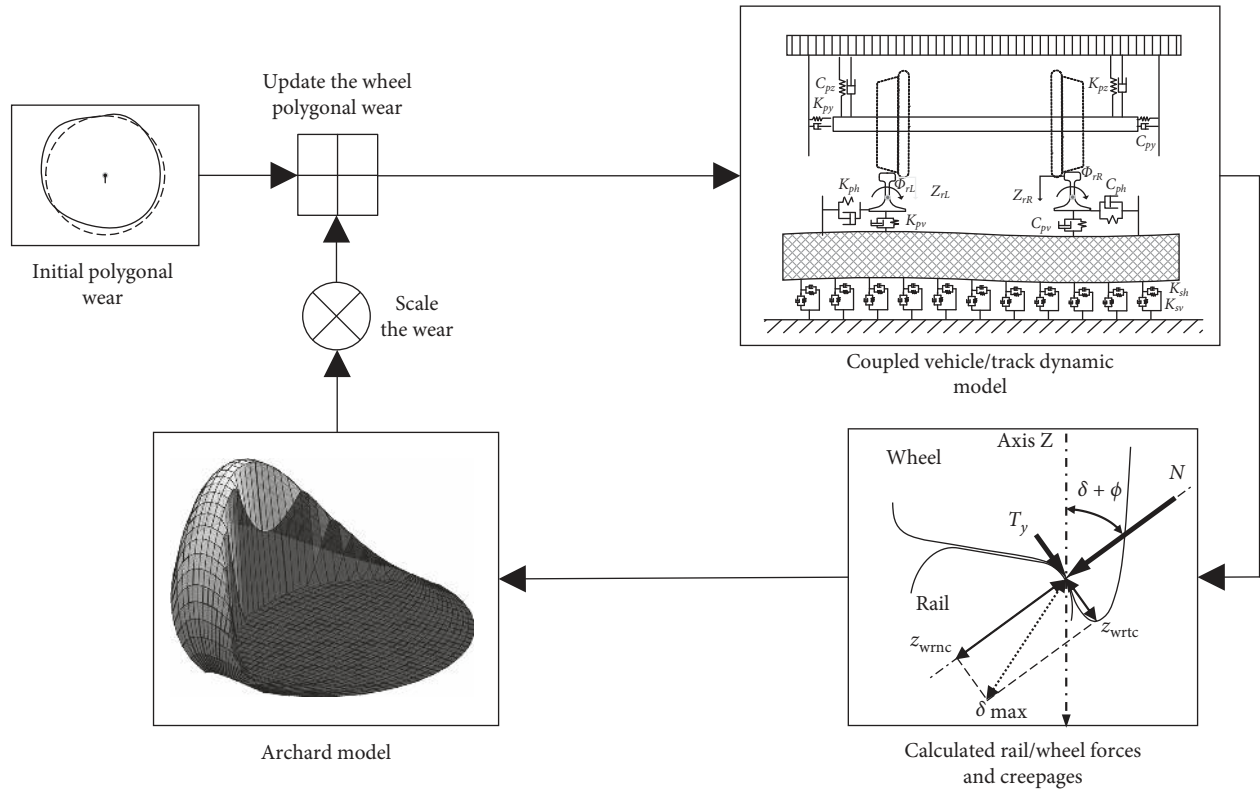 Update the wheel
polygonal wear
Initial polygonal
wear
Scale
the wear
C_pz
K_py
K_pz
C_py
K_ph
Φ_rL
Z_rL
Z_rR
Φ_rR
C_ph
K_pv
C_pv
K_sh
K_sv
Coupled vehicle/track dynamic
model
Axis Z
Wheel
N
δ + ϕ
T_y
Rail
z_wrnc
z_wrtc
δ max
Calculated rail/wheel forces
and creepages
Archard model